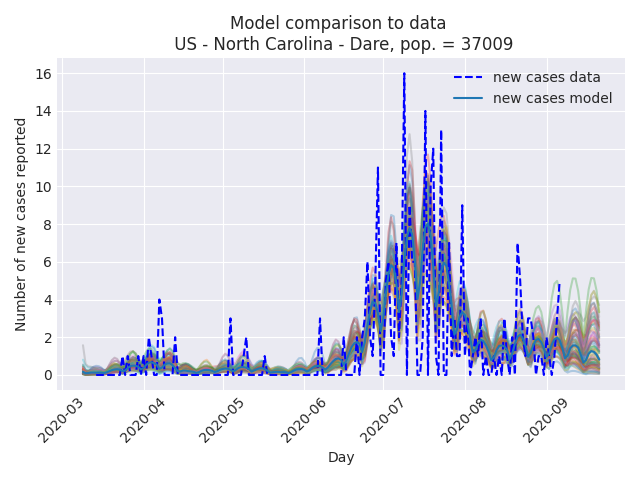 Model comparison to data
US - North Carolina - Dare, pop. = 37009
new cases data
new cases model
Number of new cases reported
16
14
12
10
8
6
4
2
0
2020-03
2020-04
2020-05
2020-06
2020-07
2020-08
2020-09
Day